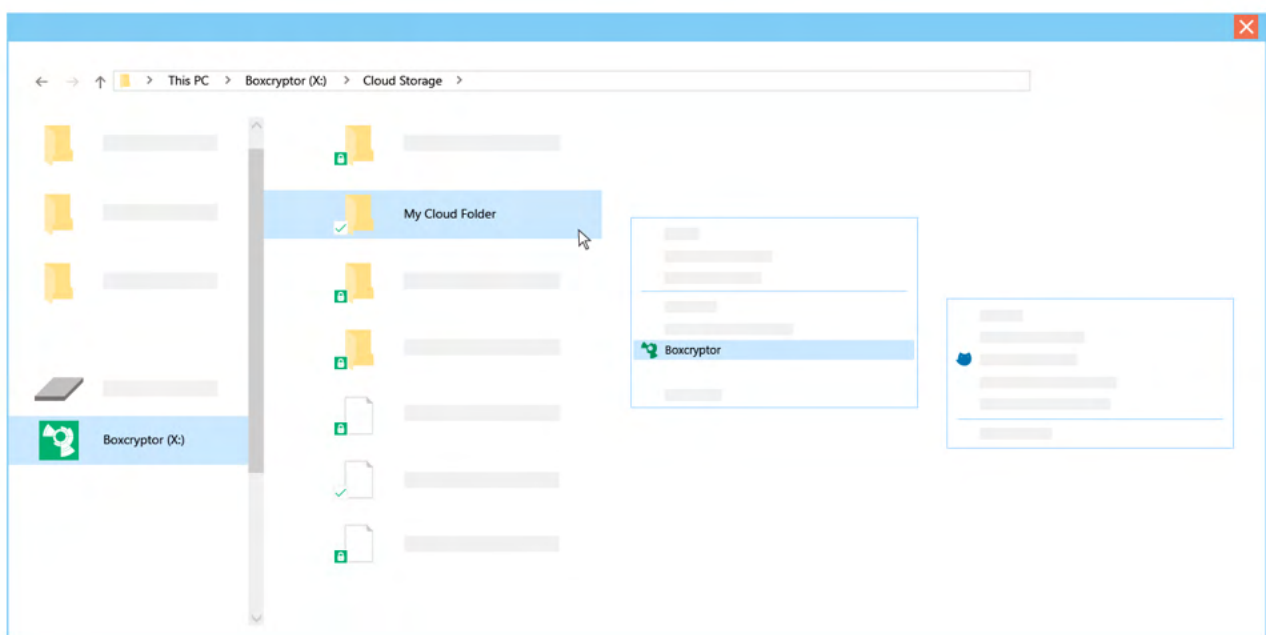 This PC > Boxcryptor (X:) > Cloud Storage >
My Cloud Folder
Boxcryptor
Boxcryptor (X:)